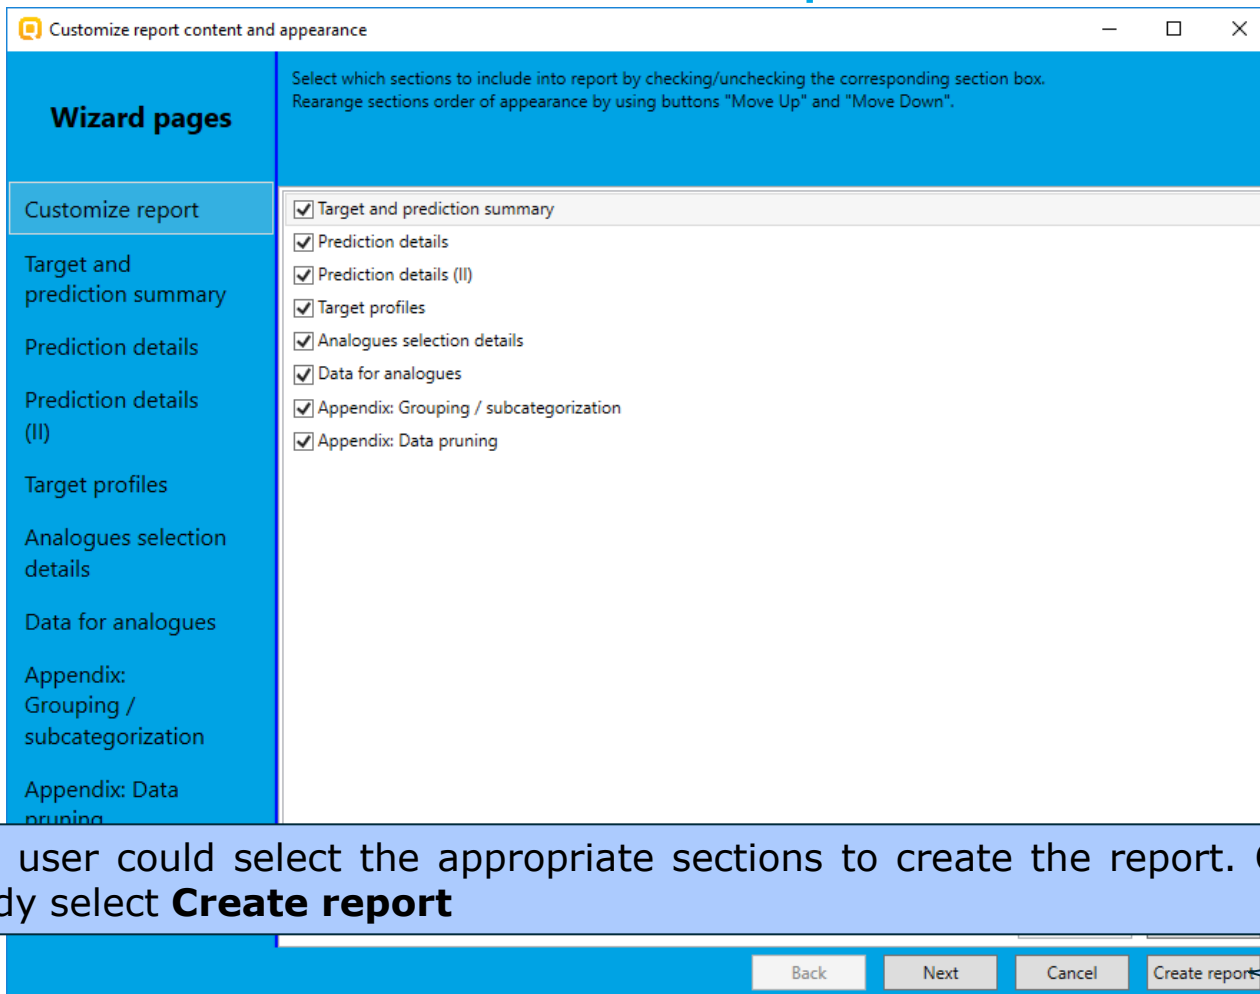 Customize report content and appearance
Select which sections to include into report by checking/unchecking the corresponding section box.
Rearange sections order of appearance by using buttons "Move Up" and "Move Down".
Wizard pages
Customize report
Target and
prediction summary
Prediction details
Prediction details
(II)
Target profiles
Analogues selection
details
Data for analogues
Appendix:
Grouping /
subcategorization
Appendix: Data
pruning
Target and prediction summary
Prediction details
Prediction details (II)
Target profiles
Analogues selection details
Data for analogues
Appendix: Grouping / subcategorization
Appendix: Data pruning
user could select the appropriate sections to create the report.
select Create report
Back
Next
Cancel
Create report